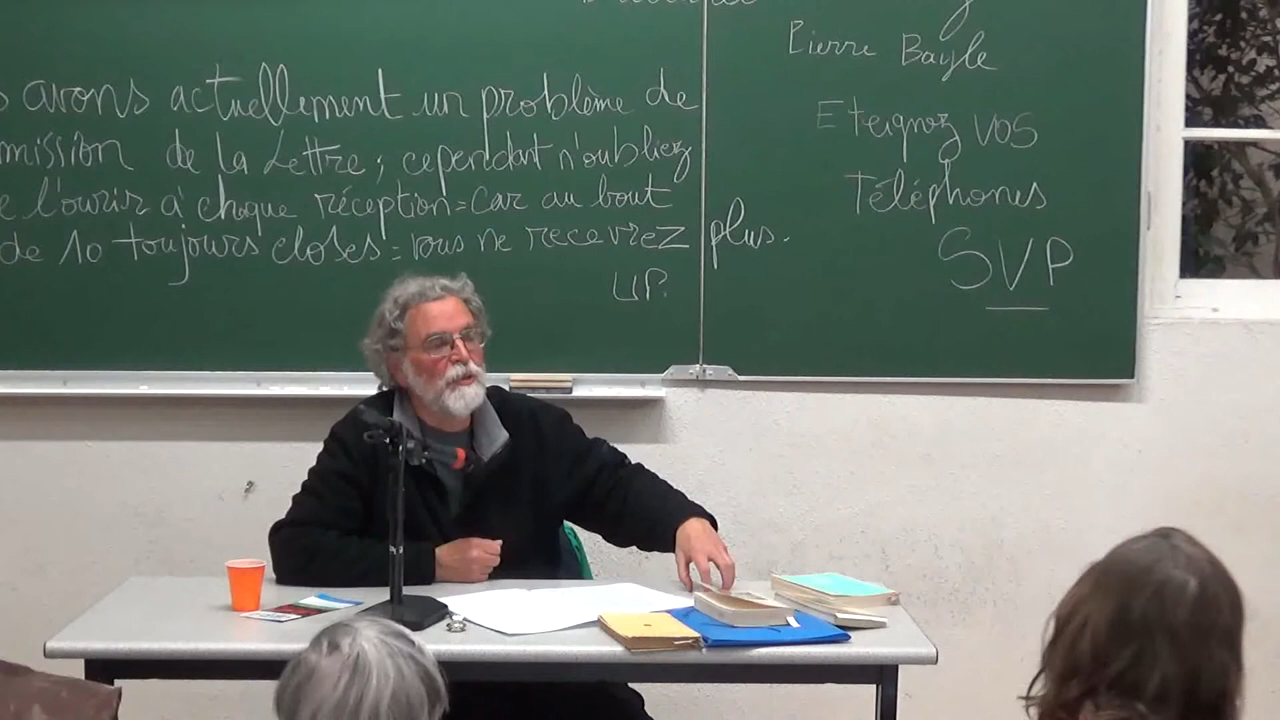 avons actuellement un problème de
mission de la Lettre ; cependant n'oubliez
l'ouvrir à chaque réception = car au bout
de 10 toujours closes = vous ne recevrez plus.
UP.
Pierre Bayle
Eteignez vos
Téléphones
SVP